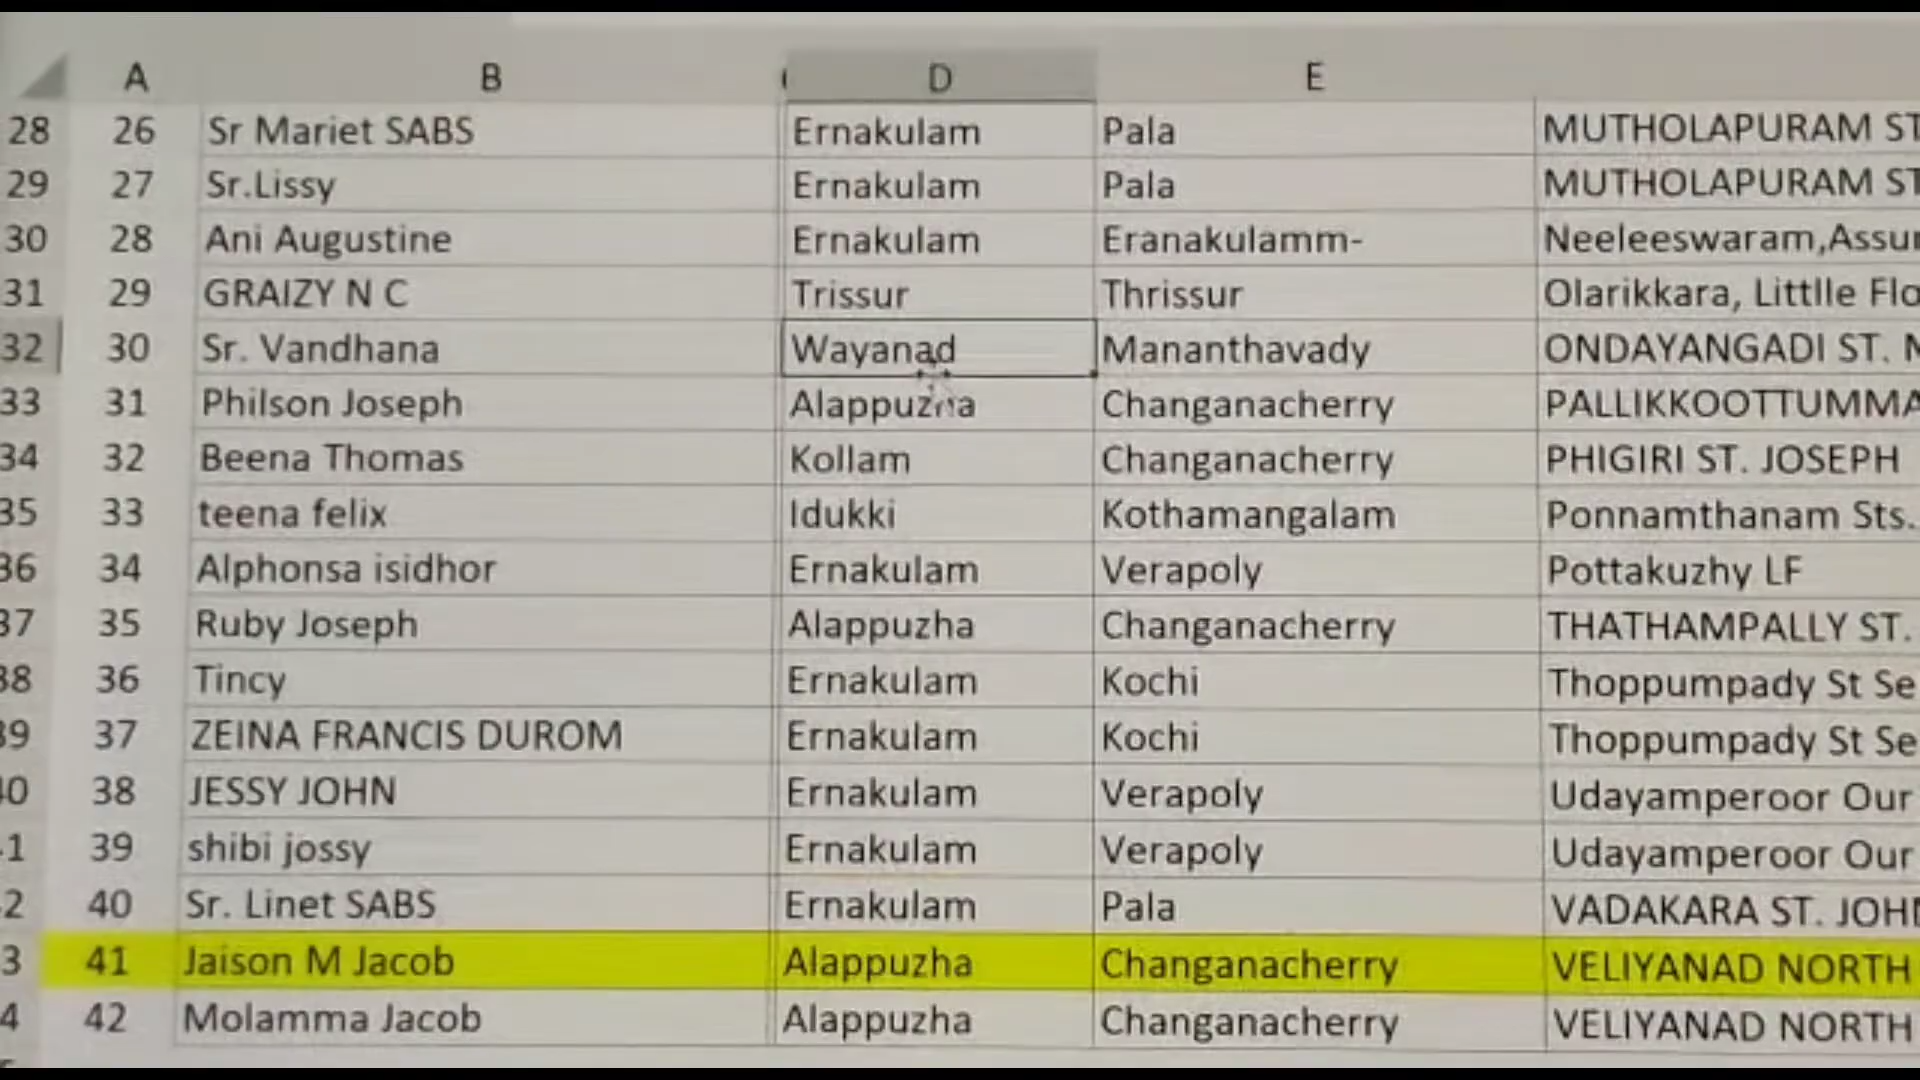 A B D E
28 26 Sr Mariet SABS Ernakulam Pala MUTHOLAPURAM ST
29 27 Sr.Lissy Ernakulam Pala MUTHOLAPURAM ST
30 28 Ani Augustine Ernakulam Eranakulamm- Neeleeswaram,Assu
31 29 GRAIZY N C Trissur Thrissur Olarikkara, Littlle Flo
32 30 Sr. Vandhana Wayanad Mananthavady ONDAYANGADI ST.
33 31 Philson Joseph Alappuzha Changanacherry PALLIKKOOTTUMMA
34 32 Beena Thomas Kollam Changanacherry PHIGIRI ST. JOSEPH
35 33 teena felix Idukki Kothamangalam Ponnamthanam Sts.
36 34 Alphonsa isidhor Ernakulam Verapoly Pottakuzhy LF
37 35 Ruby Joseph Alappuzha Changanacherry THATHAMPALLY ST.
38 36 Tincy Ernakulam Kochi Thoppumpady St Se
39 37 ZEINA FRANCIS DUROM Ernakulam Kochi Thoppumpady St Se
40 38 JESSY JOHN Ernakulam Verapoly Udayamperoor Our
1 39 shibi jossy Ernakulam Verapoly Udayamperoor Our
2 40 Sr. Linet SABS Ernakulam Pala VADAKARA ST. JOH
3 41 Jaison M Jacob Alappuzha Changanacherry VELIYANAD NORTH
4 42 Molamma Jacob Alappuzha Changanacherry VELIYANAD NORTH